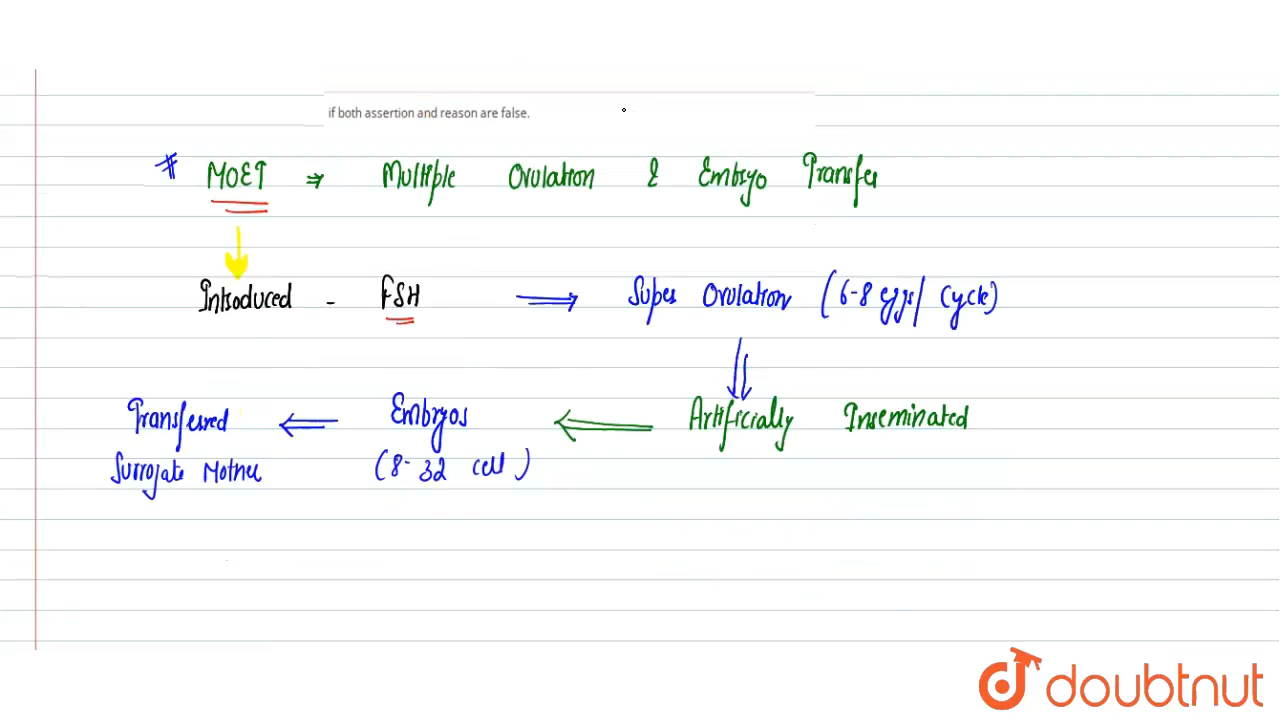 if both assertion and reason are false.
# MOET ⇒ Multiple Ovulation & Embryo Transfer
Introduced - FSH ⇒ Super Ovulation (6-8 eggs/ cycle)
Transferred ⇐ Embryos ⇐ Artificially Inseminated
Surrogate Mother (8-32 cell)
doubtnut